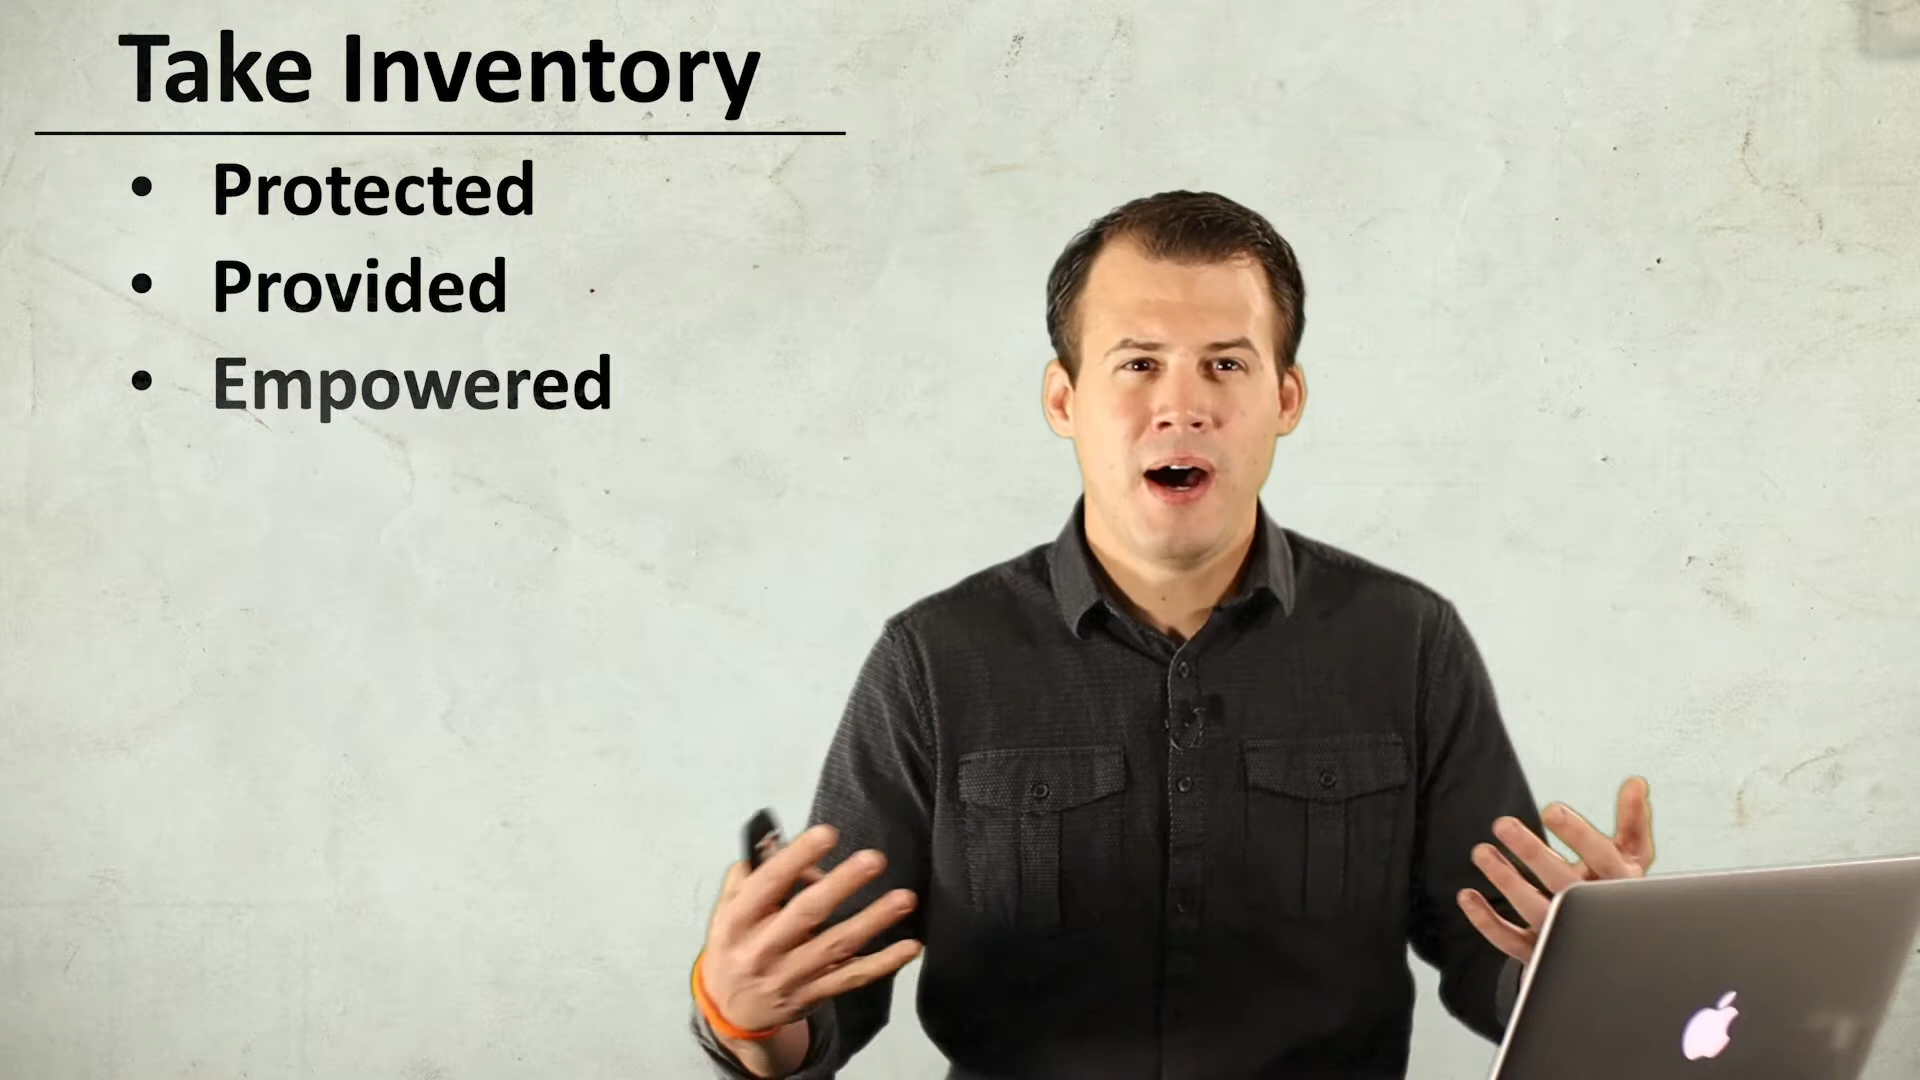 Take Inventory
• Protected
• Provided
• Empowered